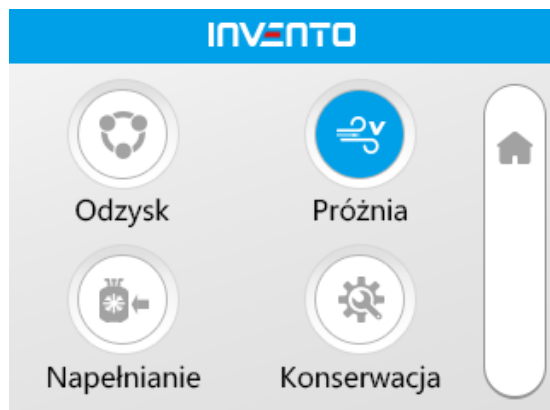 INVENTO
Odzysk
Próżnia
Napełnianie
Konserwacja